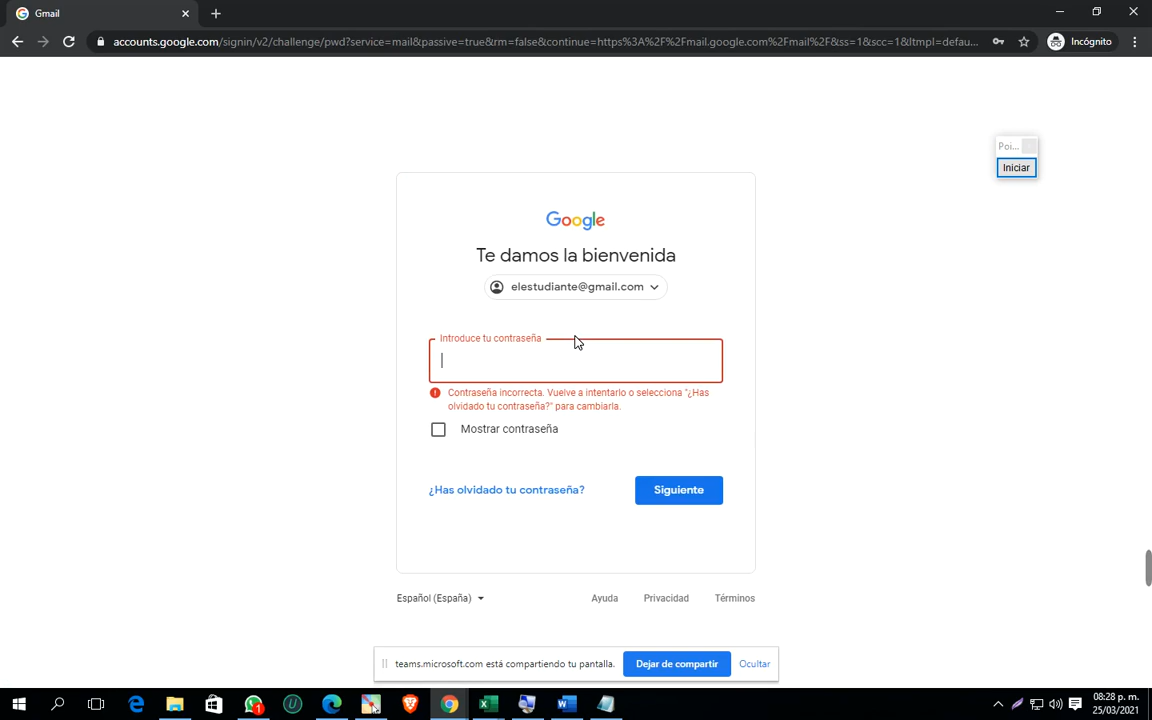 Gmail
accounts.google.com/signin/v2/challenge/pwd?service=mail&passive=true&rm=false&continue=https%3A%2F%2Fmail.google.com%2Fmail%2F&ss=1&scc=1&ltmpl=defau...
Incógnito
Poi...
Iniciar
Google
Te damos la bienvenida
elestudiante@gmail.com
Introduce tu contraseña
Contraseña incorrecta. Vuelve a intentarlo o selecciona "¿Has
olvidado tu contraseña?" para cambiarla.
Mostrar contraseña
¿Has olvidado tu contraseña?
Siguiente
Español (España)
Ayuda
Privacidad
Términos
teams.microsoft.com está compartiendo tu pantalla.
Dejar de compartir
Ocultar
08:28 p. m.
25/03/2021